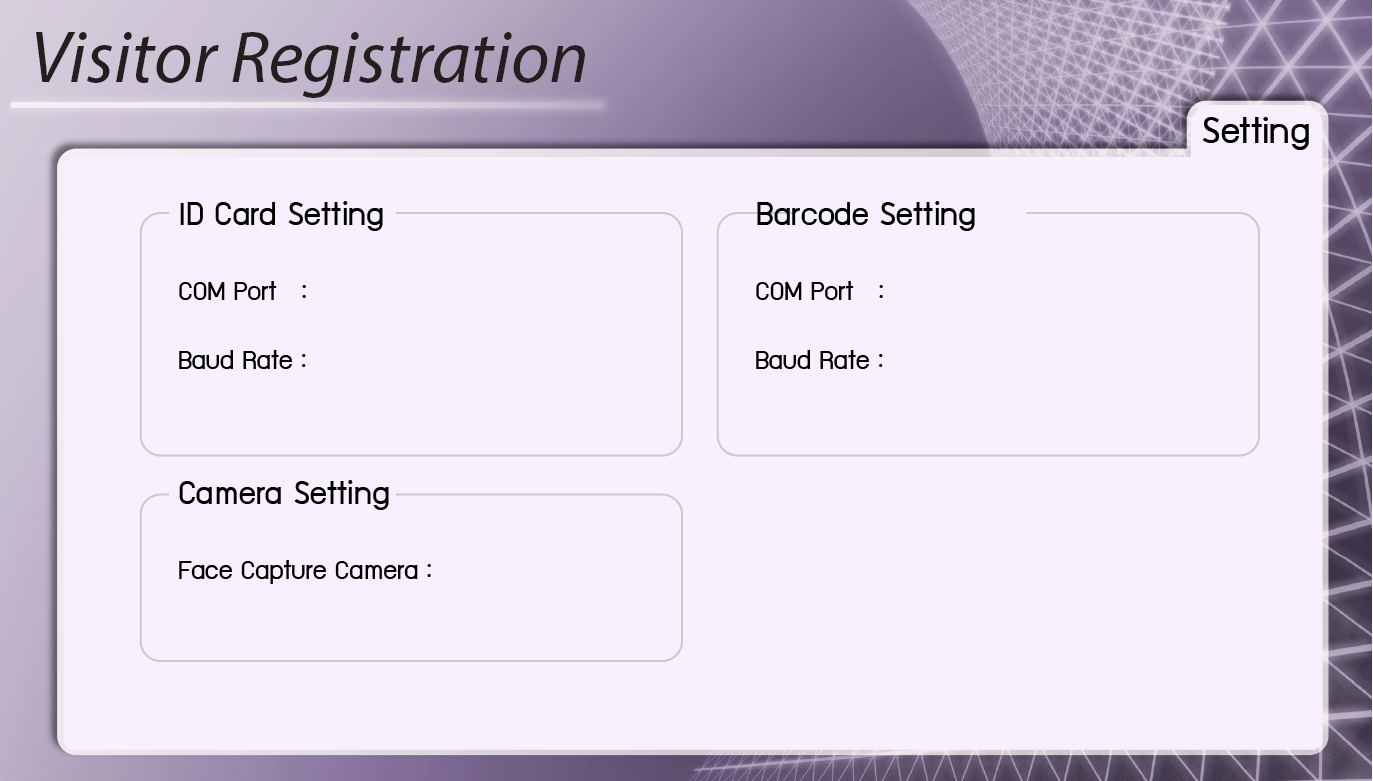 Visitor Registration
Setting
ID Card Setting
COM Port :
Baud Rate :
Barcode Setting
COM Port :
Baud Rate :
Camera Setting
Face Capture Camera :